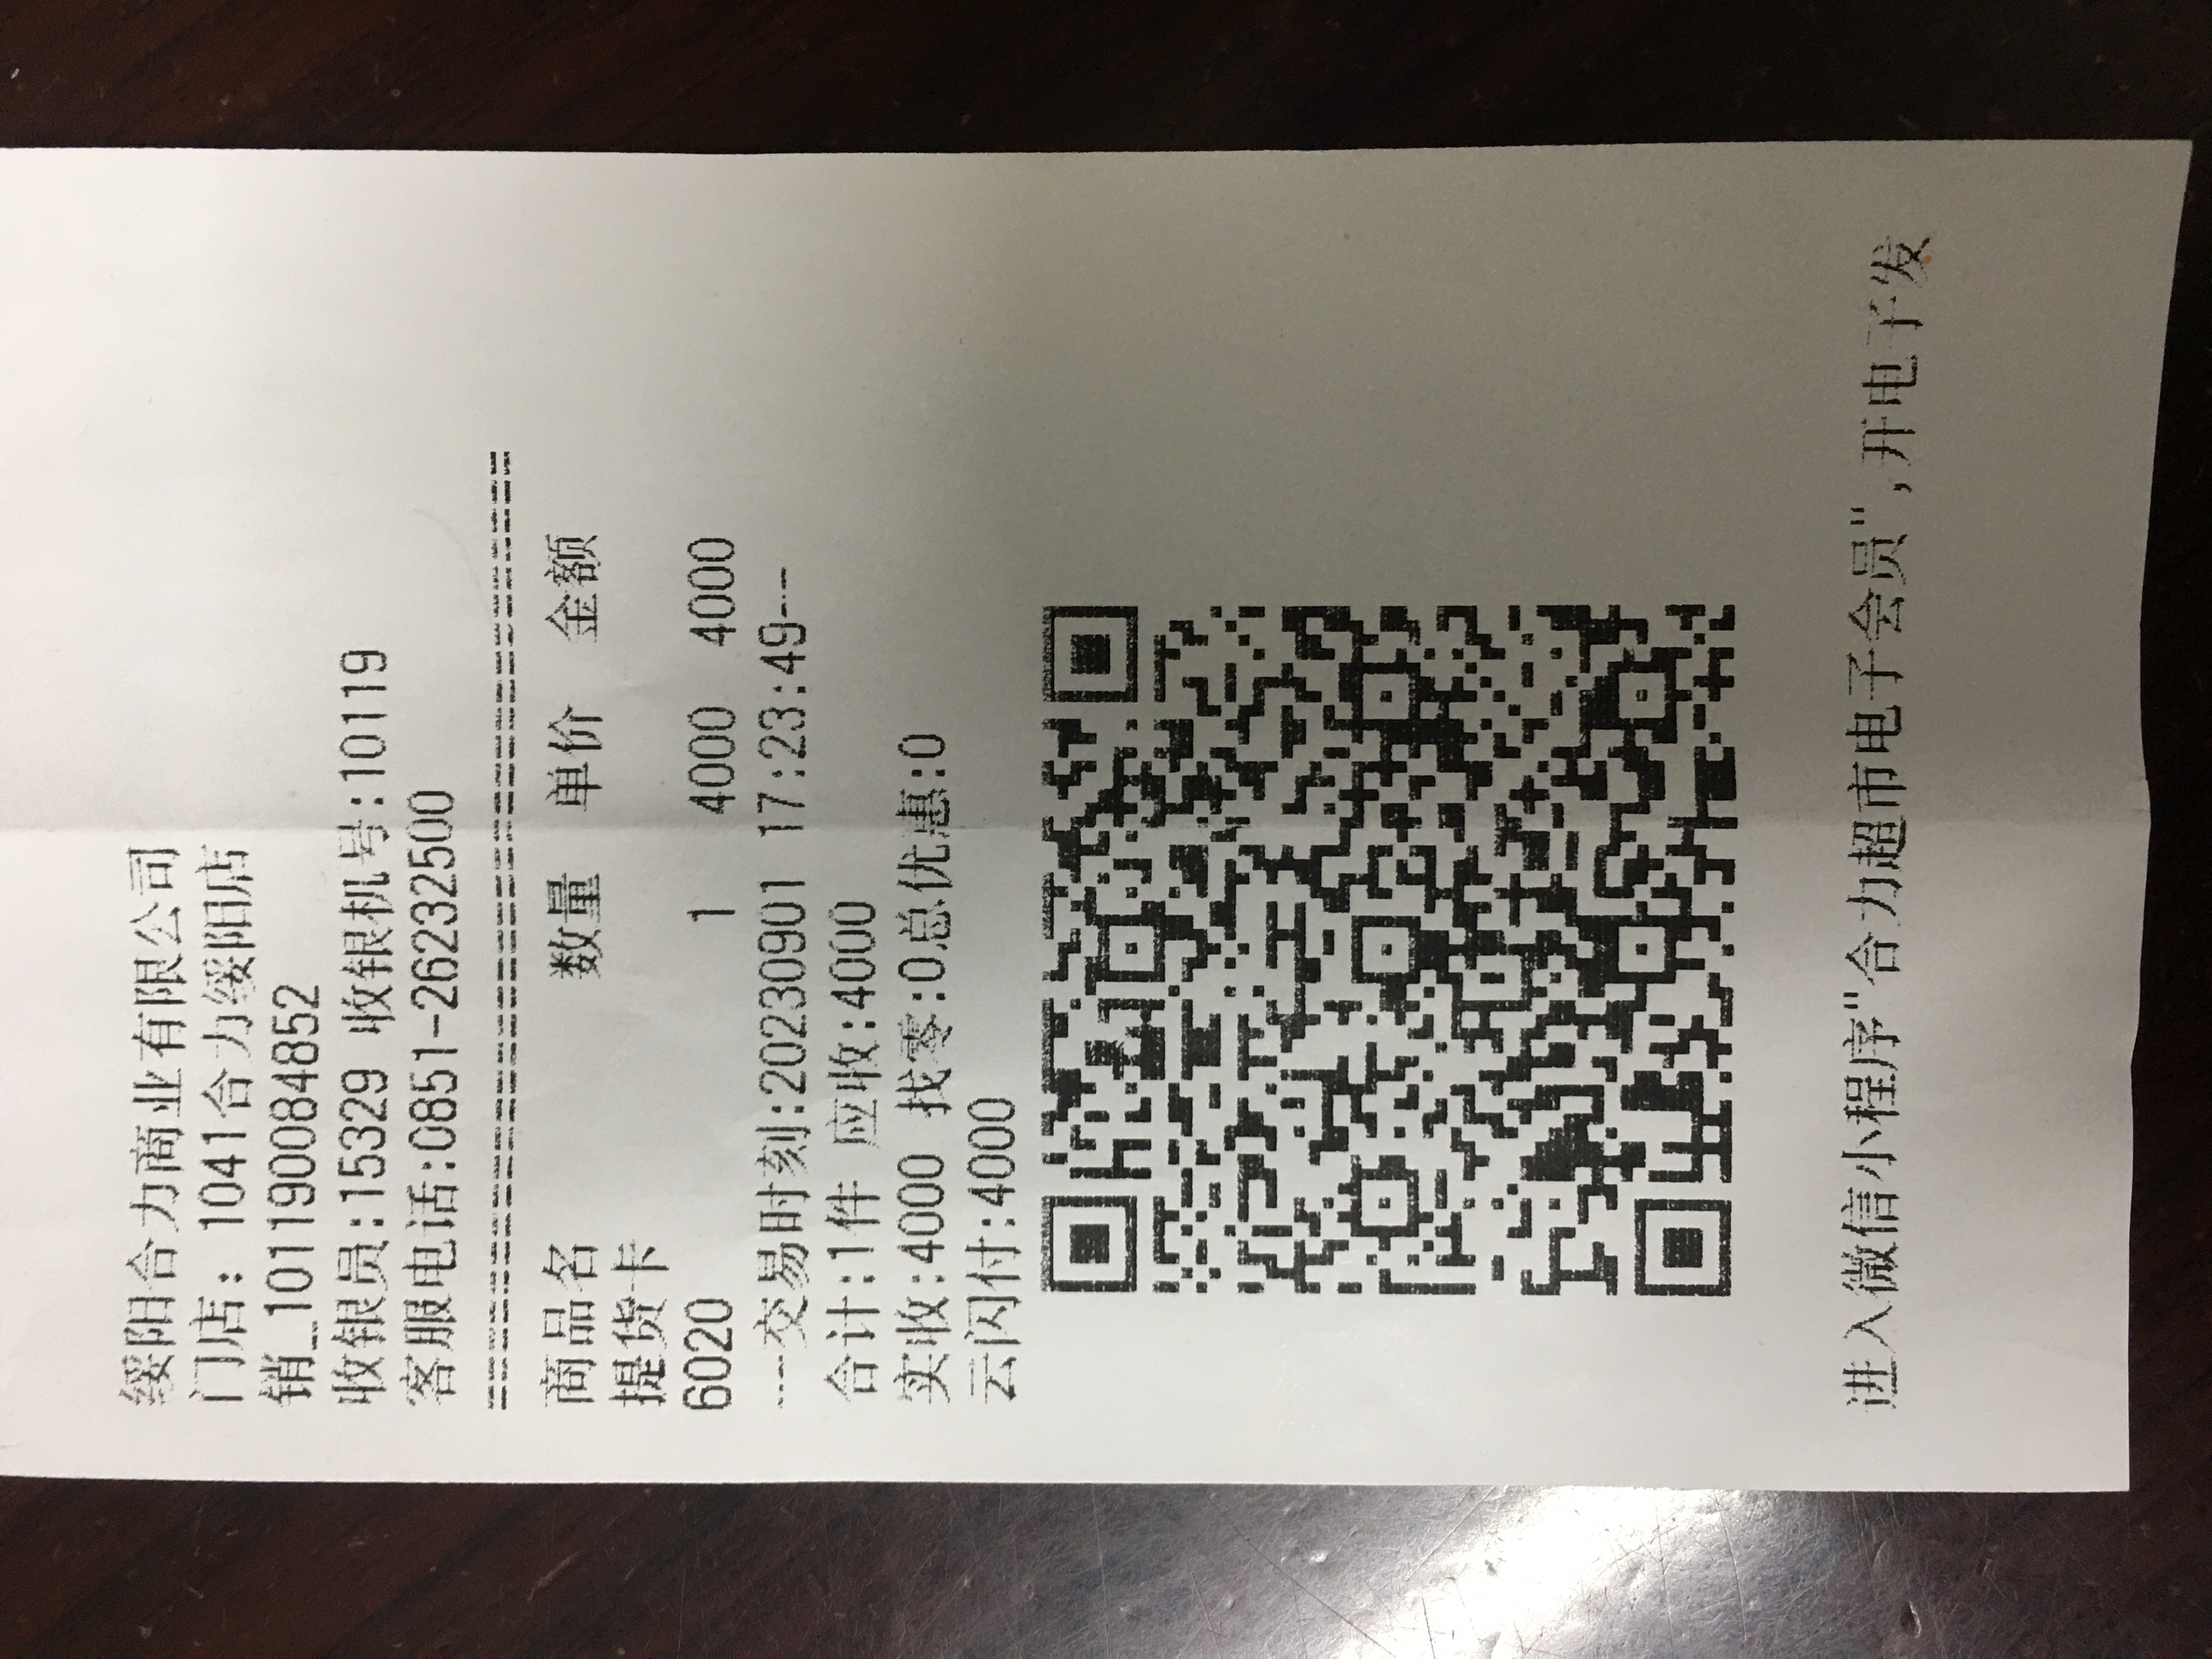 绥阳合力商业有限公司
门店: 1041合力绥阳店
销_101190084852
收银员:15329 收银机号:10119
客服电话:0851-26232500
==================================
商品名 数量 单价 金额
提货卡
6020 1 4000 4000
----交易时刻:20230901 17:23:49---
合计:1件 应收:4000
实收:4000 找零:0总优惠:0
云闪付:4000
进入微信小程序"合力超市电子会员",开电子发